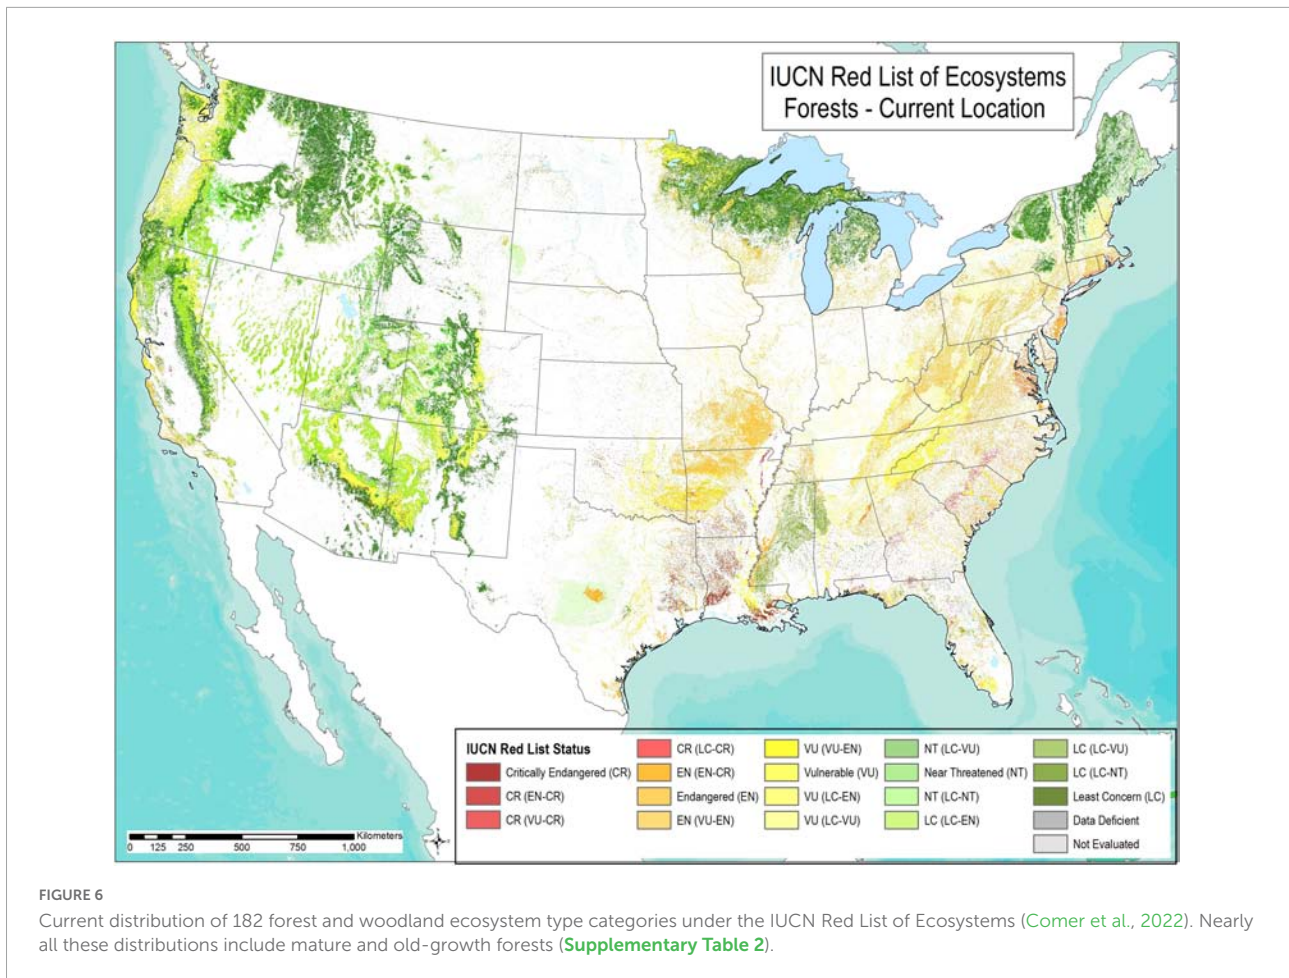 IUCN Red List of Ecosystems
Forests - Current Location
IUCN Red List Status
Critically Endangered (CR)
CR (EN-CR)
CR (VU-CR)
CR (LC-CR)
EN (EN-CR)
Endangered (EN)
EN (VU-EN)
VU (VU-EN)
Vulnerable (VU)
VU (LC-EN)
VU (LC-VU)
NT (LC-VU)
Near Threatened (NT)
NT (LC-NT)
LC (LC-EN)
LC (LC-VU)
LC (LC-NT)
Least Concern (LC)
Data Deficient
Not Evaluated
Kilometers
0 125 250 500 750 1,000
FIGURE 6
Current distribution of 182 forest and woodland ecosystem type categories under the IUCN Red List of Ecosystems (Comer et al., 2022). Nearly
all these distributions include mature and old-growth forests (Supplementary Table 2).